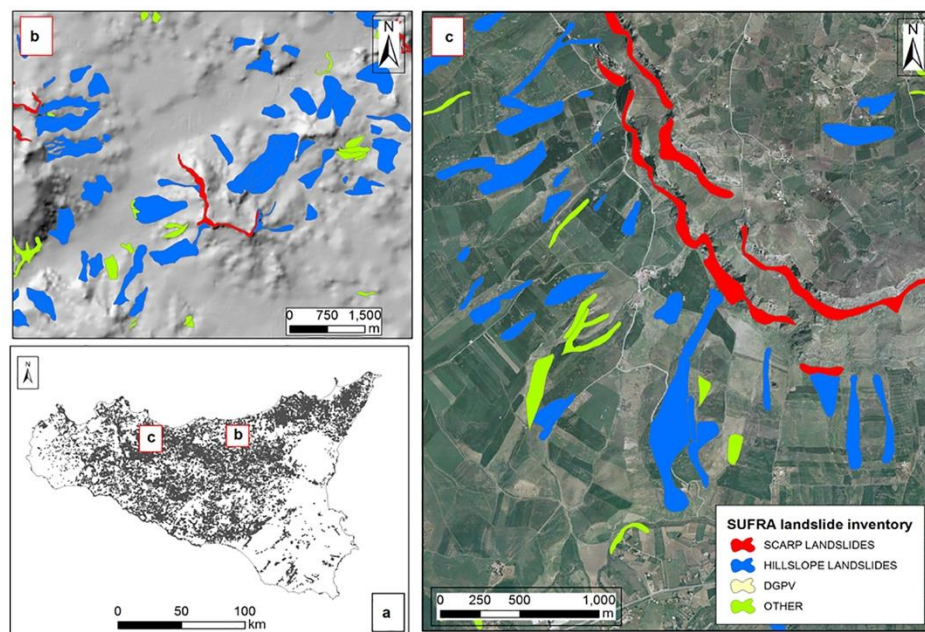 b
N
0 750 1,500
m
N
c
b
0 50 100
km
a
c
N
0 250 500 1,000
m
SUFRA landslide inventory
SCARP LANDSLIDES
HILLSLOPE LANDSLIDES
DGPV
OTHER